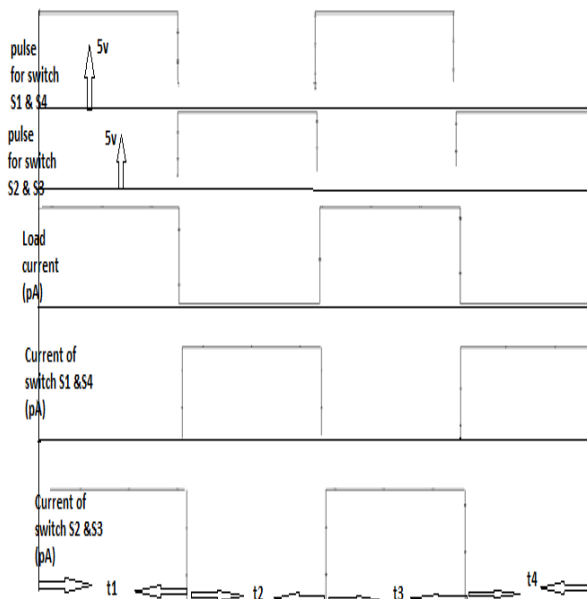 pulse
for switch
S1 & S4
5v
pulse
for switch
S2 & S3
5v
Load
current
(pA)
Current of
switch S1 &S4
(pA)
Current of
switch S2 &S3
(pA)
t1
t2
t3
t4